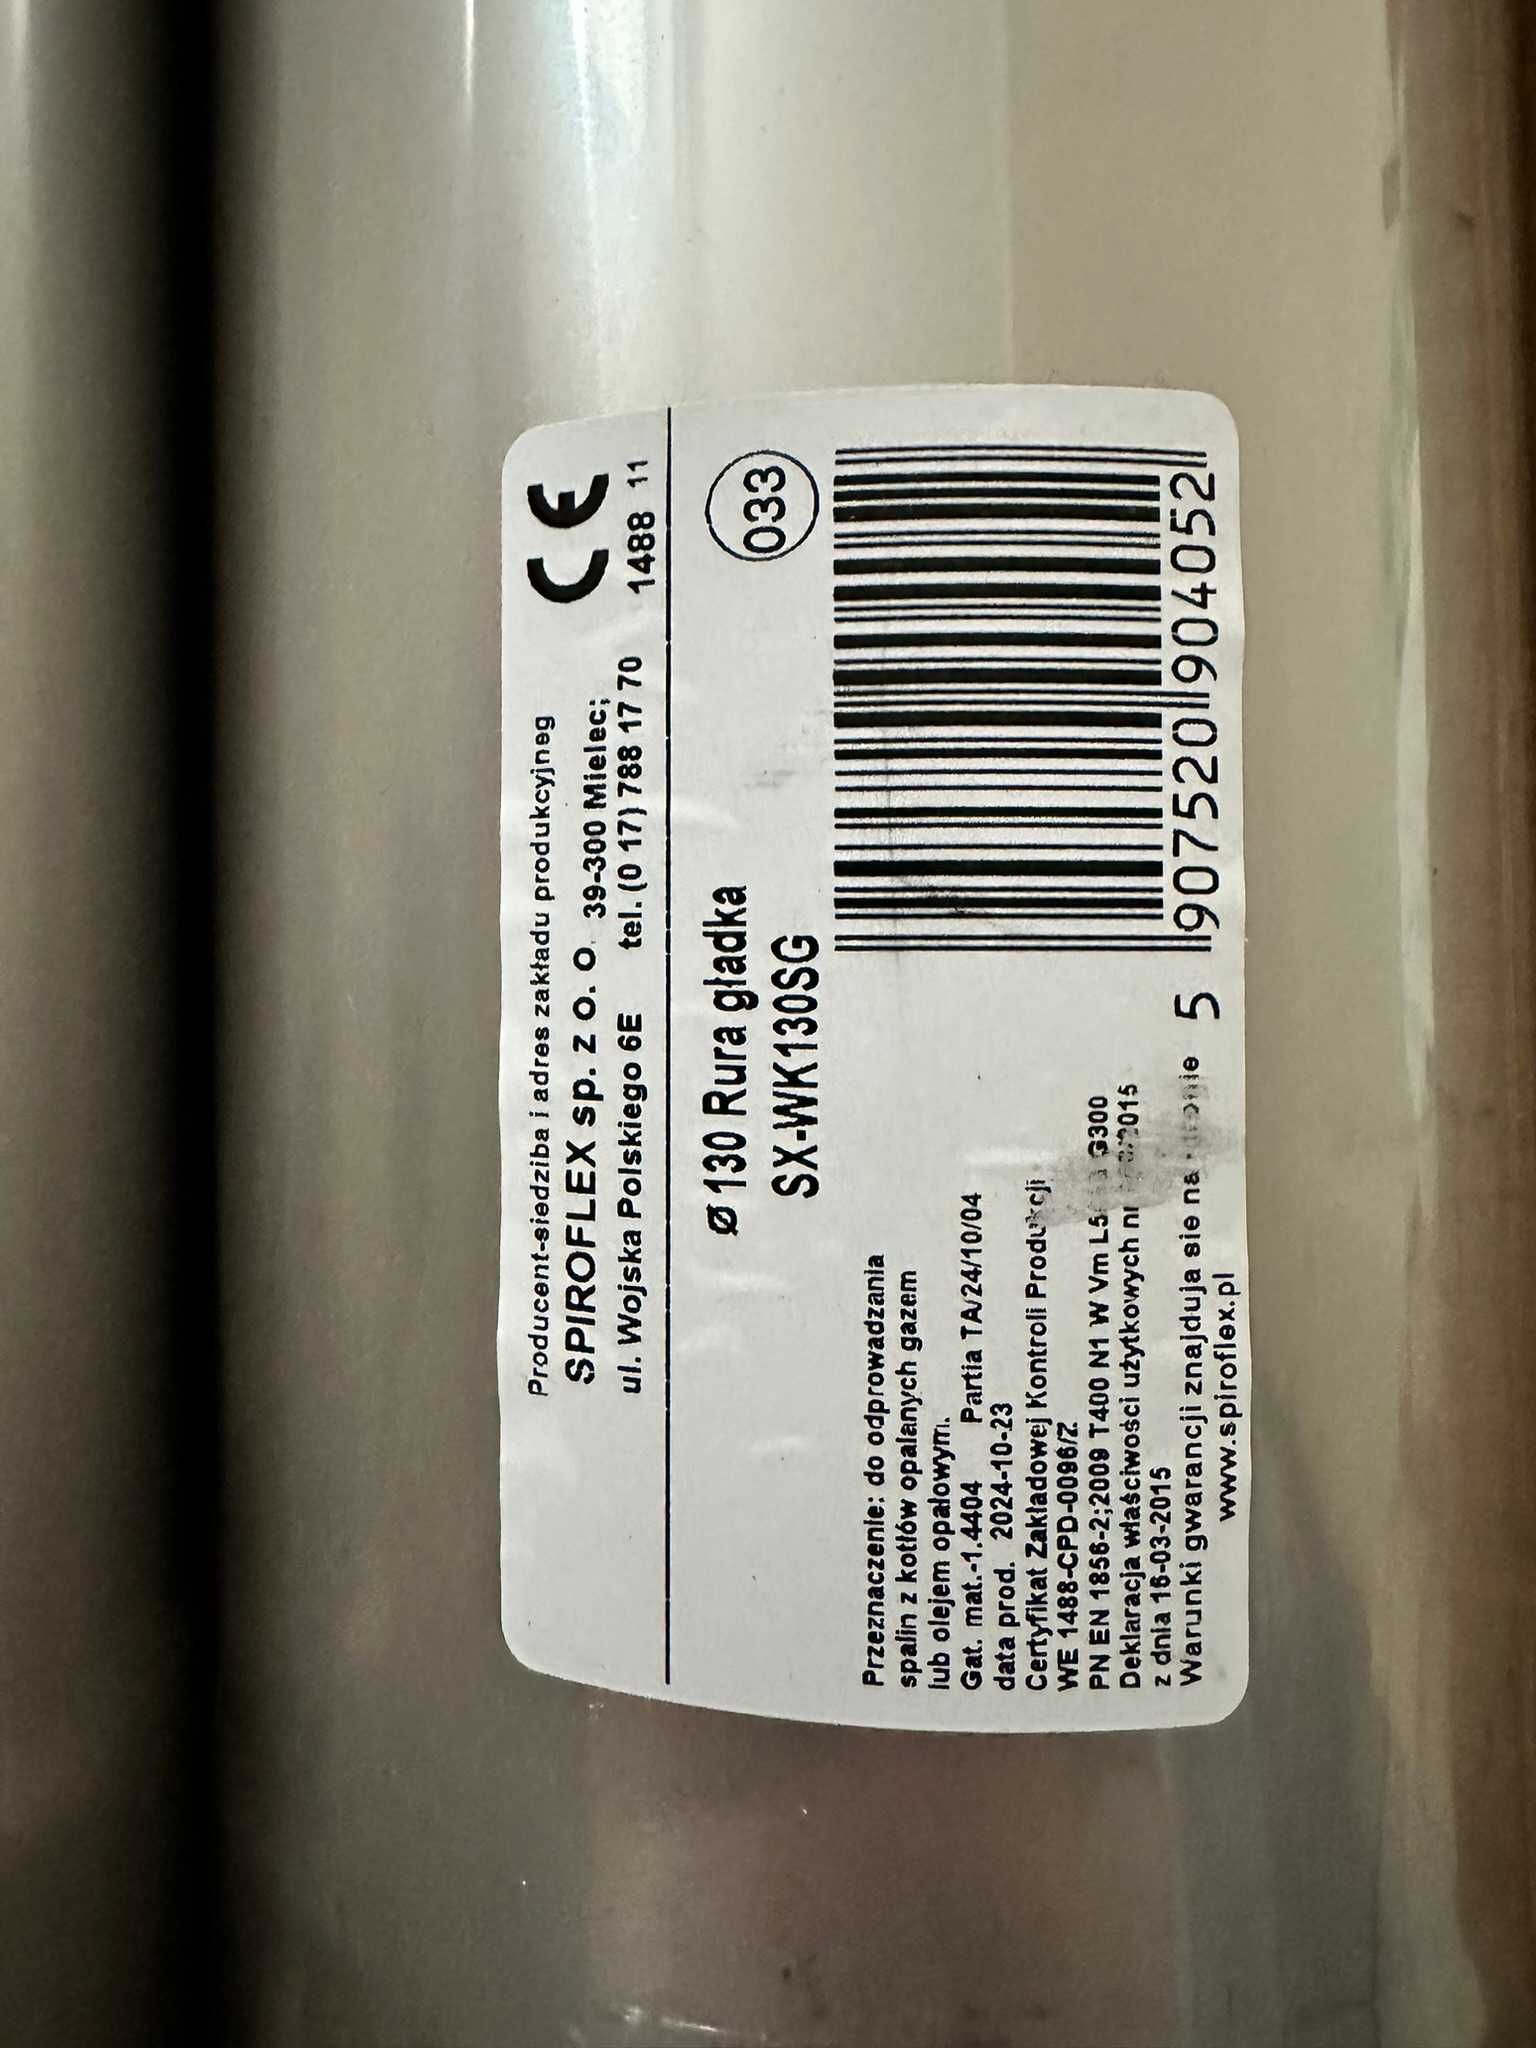 Producent-siedziba i adres zakładu produkcyjneg
SPIROFLEX sp. z o. o. 39-300 Mielec;
ul. Wojska Polskiego 6E tel. (0 17) 788 17 70
CE
1488 11
ø 130 Rura gładka
SX-WK130SG
033
Przeznaczenie: do odprowadzania
spalin z kotłów opalanych gazem
lub olejem opałowym.
Gat. mat.-1.4404 Partia TA/24/10/04
data prod. 2024-10-23
Certyfikat Zakładowej Kontroli Produkcji
WE 1488-CPD-0096/Z
PN EN 1856-2;2009 T400 N1 W Vm G300
Deklaracja właściwości użytkowych nr
z dnia 16-03-2015
Warunki gwarancji znajdują się na
www.spiroflex.pl
5 907520 904052